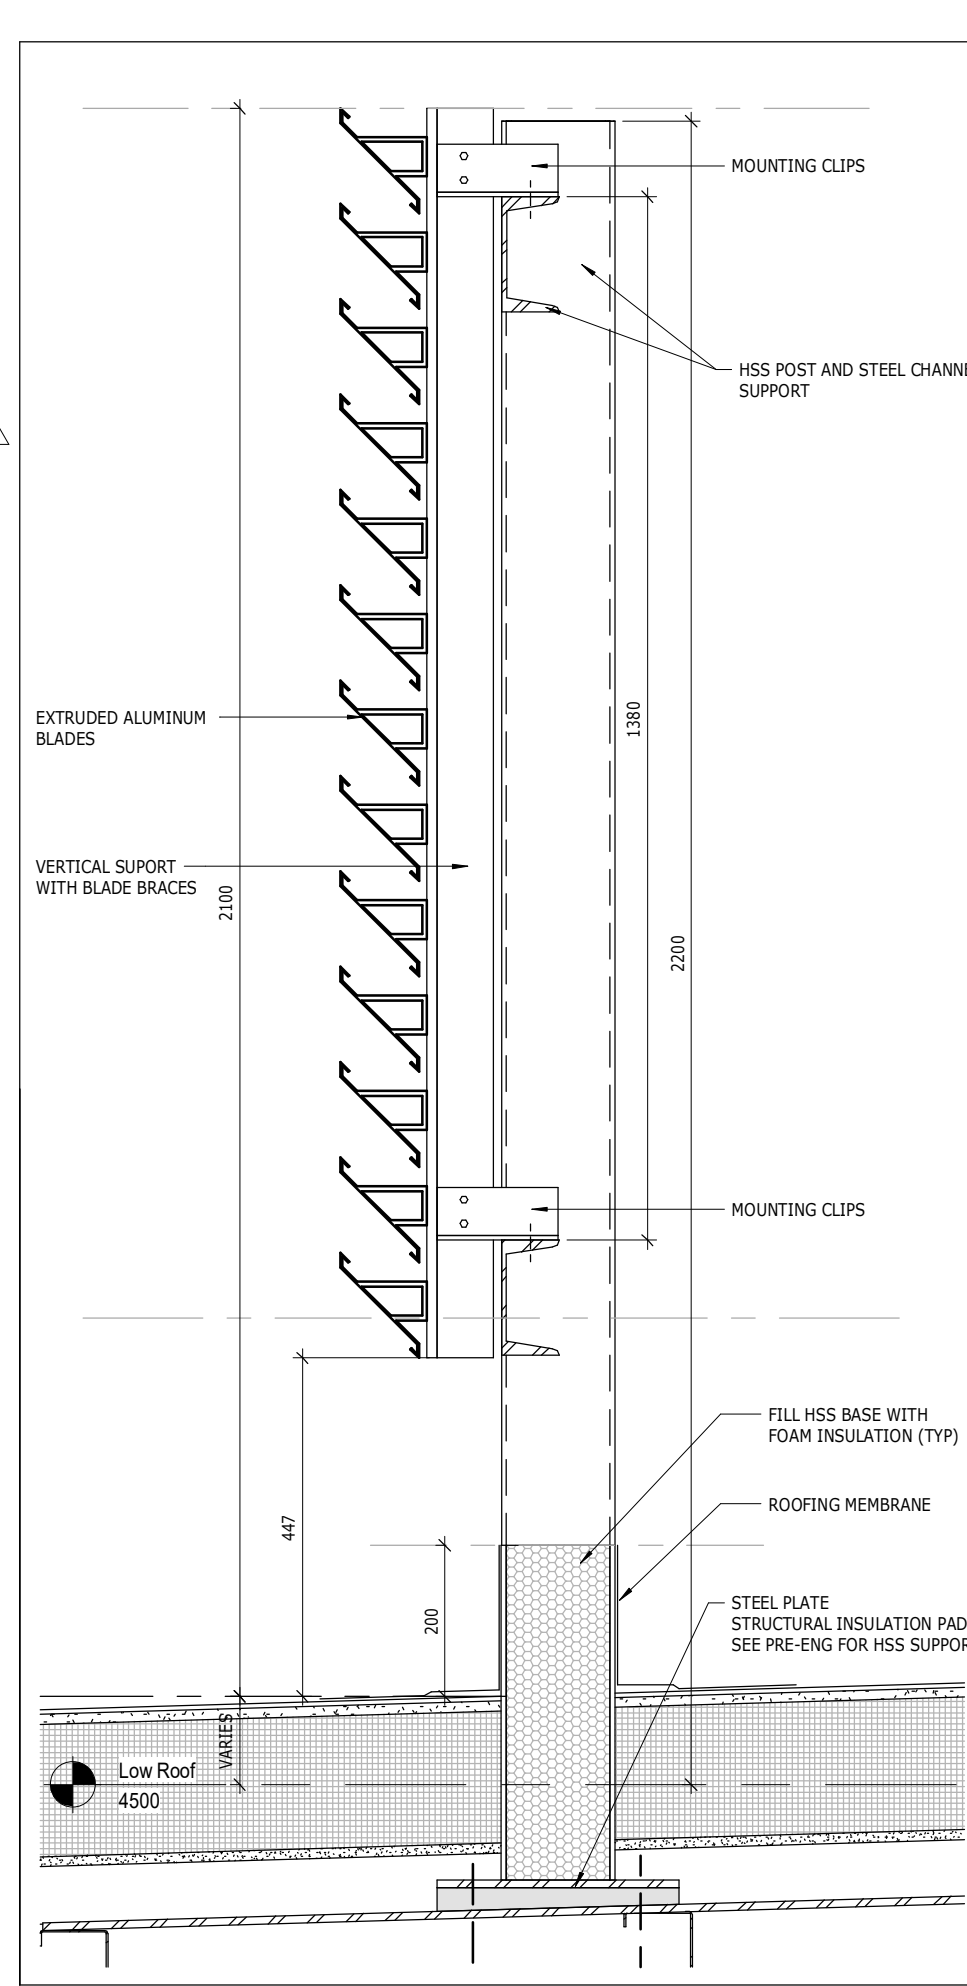 MOUNTING CLIPS
HSS POST AND STEEL CHANNE
SUPPORT
1380
EXTRUDED ALUMINUM
BLADES
VERTICAL SUPORT
WITH BLADE BRACES
2100
2200
MOUNTING CLIPS
FILL HSS BASE WITH
FOAM INSULATION (TYP)
447
ROOFING MEMBRANE
200
STEEL PLATE
STRUCTURAL INSULATION PAD
SEE PRE-ENG FOR HSS SUPPOR
VARIES
Low Roof
4500